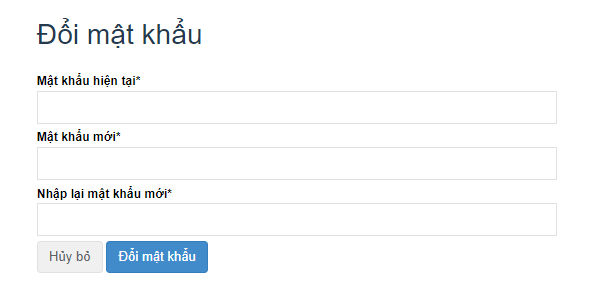 Đổi mật khẩu
Mật khẩu hiện tại*
Mật khẩu mới*
Nhập lại mật khẩu mới*
Hủy bỏ Đổi mật khẩu